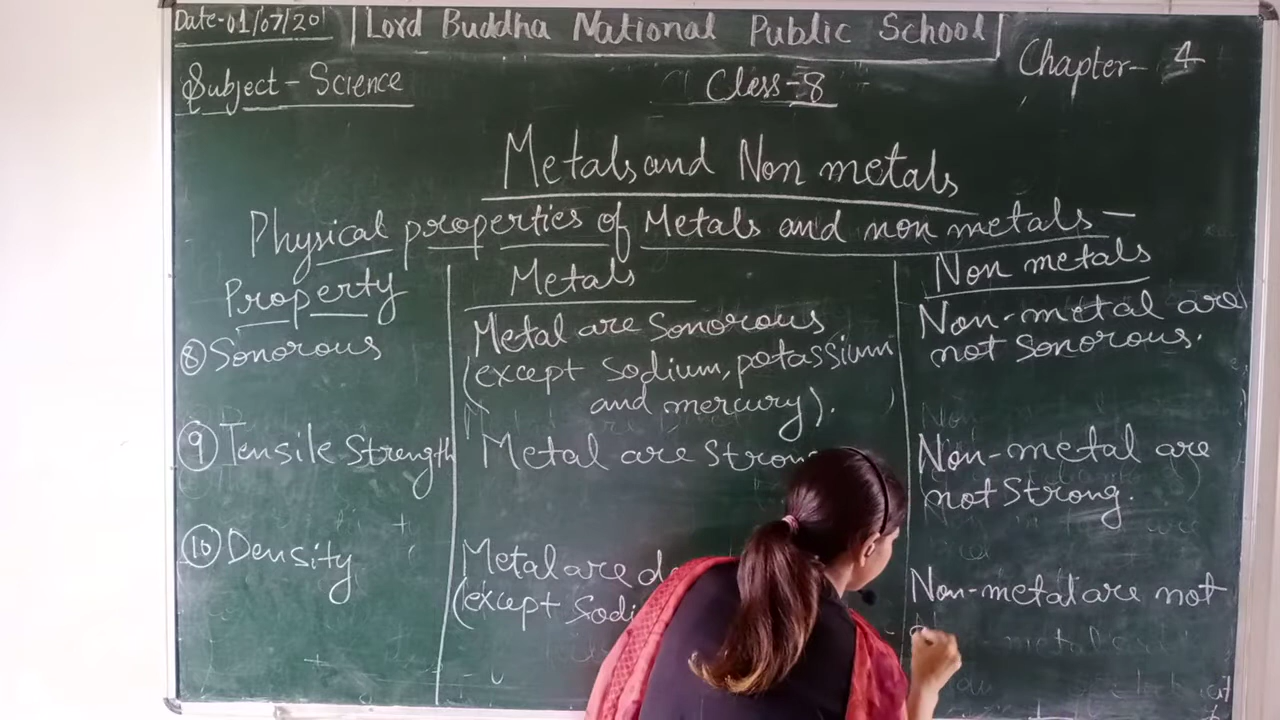 Date-01/07/20
Lord Buddha National Public School
Chapter- 4
Subject - Science
Class-8
Metals and Non metals
Physical properties of Metals and non metals -
Property
Metals
Non metals
⑧ Sonorous
Metal are Sonorous
(except Sodium, potassium
and mercury).
Non-metal are
not Sonorous.
⑨ Tensile Strength
Metal are
Non-metal are
not Strong.
⑩ Density
Metal are
(except
Non-metal are not